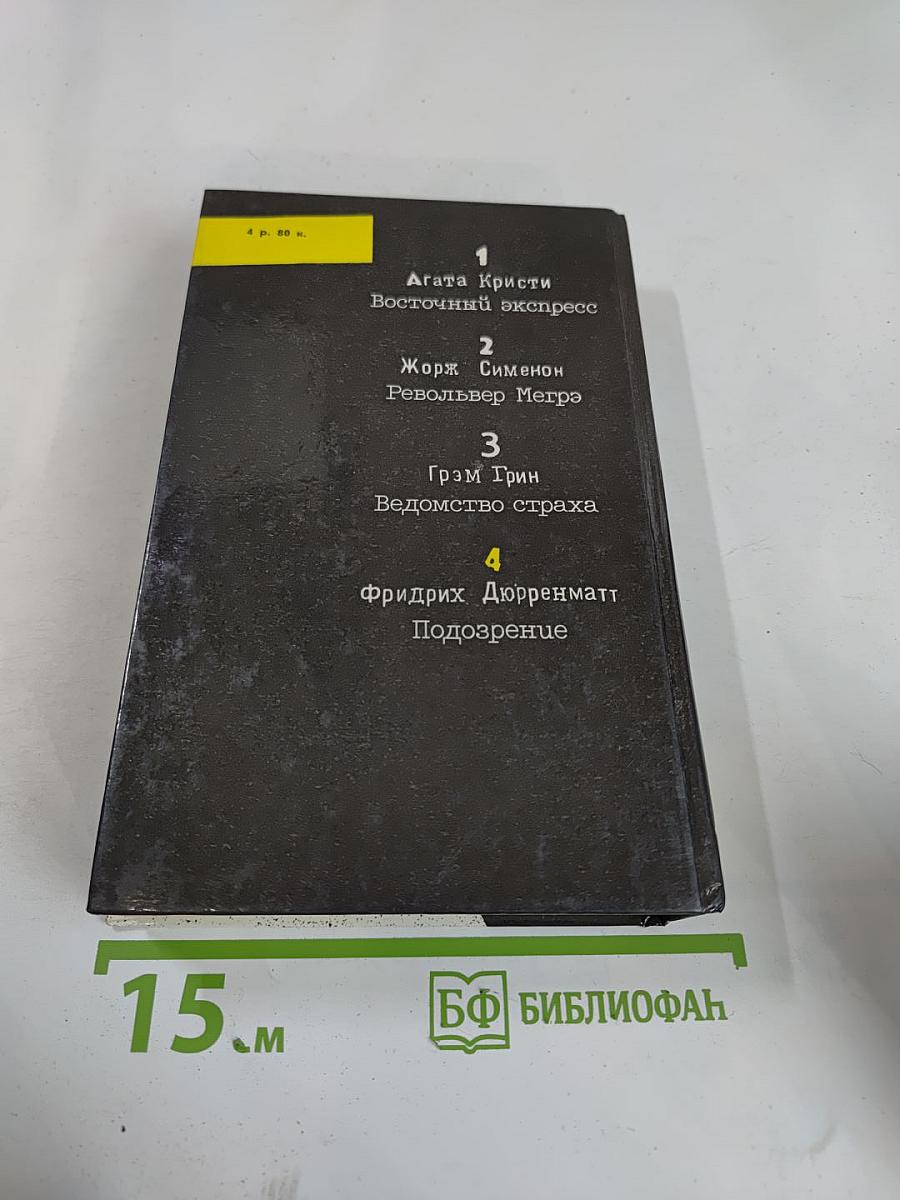 4 р. 80 к.
1
Агата Кристи
Восточный экспресс
2
Жорж Сименон
Револьвер Мегрэ
3
Грэм Грин
Ведомство страха
4
Фридрих Дюрренматт
Подозрение
15 см
БФ БИБЛИОФАН